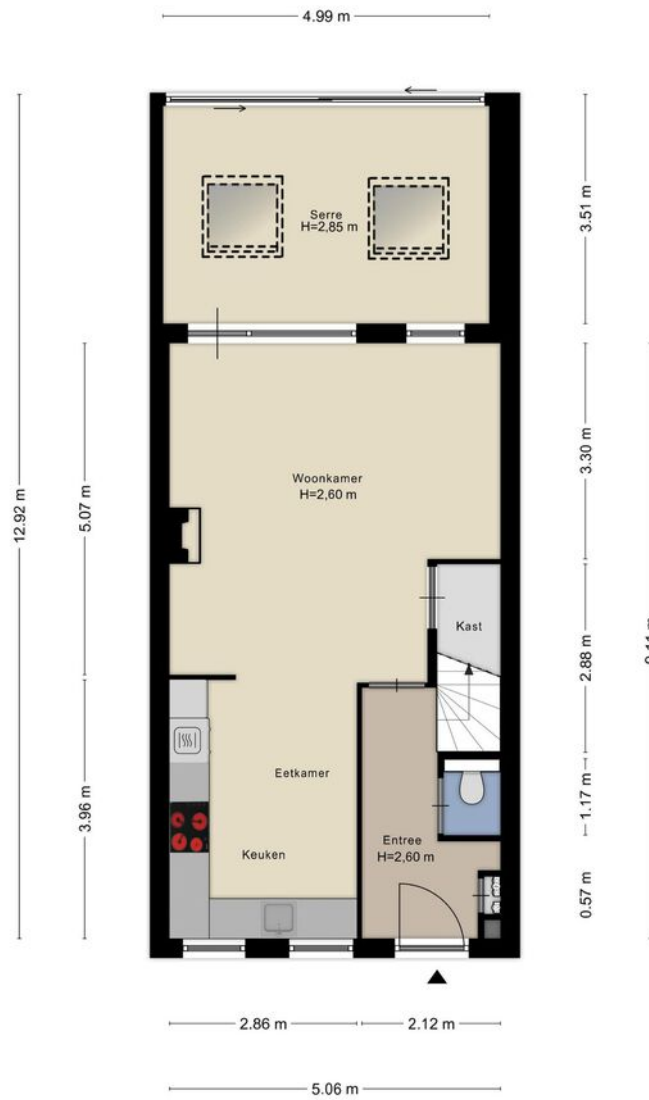 4.99 m
Serre
H=2,85 m
3.51 m
12.92 m
5.07 m
Woonkamer
H=2,60 m
3.30 m
Kast
2.88 m
Eetkamer
3.96 m
Keuken
Entree
H=2,60 m
1.17 m
0.57 m
2.86 m
2.12 m
5.06 m